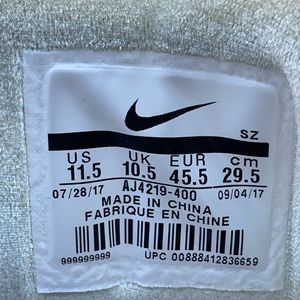 SZ
US UK EUR cm
11.5 10.5 45.5 29.5
07/28/17 AJ4219-400 09/04/17
MADE IN CHINA
FABRIQUE EN CHINE
999999999 UPC 00888412836659